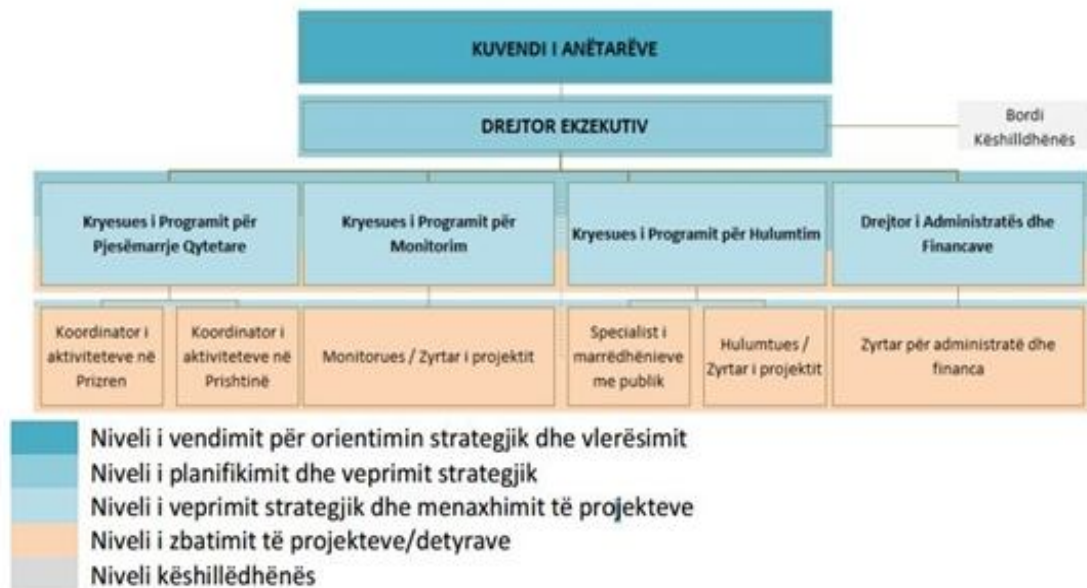 KUVENDI I ANËTARËVE
DREJTOR EKZEKUTIV
Bordi
Këshilldhënës
Kryesues i Programit për
Pjesëmarrje Qytetare
Kryesues i Programit për
Monitorim
Kryesues i Programit për Hulumtim
Drejtor i Administratës dhe
Financave
Koordinator i
aktiviteteve në
Prizren
Koordinator i
aktiviteteve në
Prishtinë
Monitorues / Zyrtar i projektit
Specialist i
marrëdhënieve
me publik
Hulumtues /
Zyrtar i projektit
Zyrtar për administratë dhe
financa
Niveli i vendimit për orientimin strategjik dhe vlerësimit
Niveli i planifikimit dhe veprimit strategjik
Niveli i veprimit strategjik dhe menaxhimit të projekteve
Niveli i zbatimit të projekteve/detyrave
Niveli këshillëdhënës